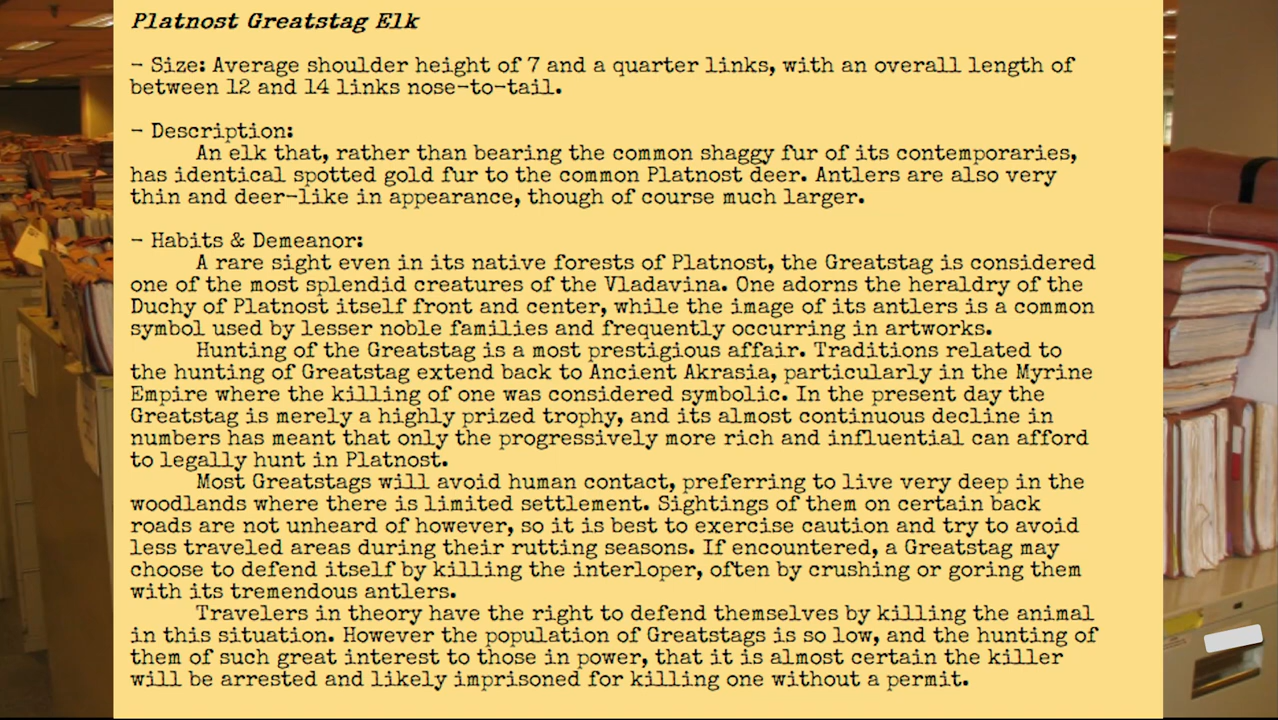 Platnost Greatstag Elk
- Size: Average shoulder height of 7 and a quarter links, with an overall length of
between 12 and 14 links nose-to-tail.
- Description:
An elk that, rather than bearing the common shaggy fur of its contemporaries,
has identical spotted gold fur to the common Platnost deer. Antlers are also very
thin and deer-like in appearance, though of course much larger.
- Habits & Demeanor:
A rare sight even in its native forests of Platnost, the Greatstag is considered
one of the most splendid creatures of the Vladavina. One adorns the heraldry of the
Duchy of Platnost itself front and center, while the image of its antlers is a common
symbol used by lesser noble families and frequently occurring in artworks.
Hunting of the Greatstag is a most prestigious affair. Traditions related to
the hunting of Greatstag extend back to Ancient Akrasia, particularly in the Myrine
Empire where the killing of one was considered symbolic. In the present day the
Greatstag is merely a highly prized trophy, and its almost continuous decline in
numbers has meant that only the progressively more rich and influential can afford
to legally hunt in Platnost.
Most Greatstags will avoid human contact, preferring to live very deep in the
woodlands where there is limited settlement. Sightings of them on certain back
roads are not unheard of however, so it is best to exercise caution and try to avoid
less traveled areas during their rutting seasons. If encountered, a Greatstag may
choose to defend itself by killing the interloper, often by crushing or goring them
with its tremendous antlers.
Travelers in theory have the right to defend themselves by killing the animal
in this situation. However the population of Greatstags is so low, and the hunting of
them of such great interest to those in power, that it is almost certain the killer
will be arrested and likely imprisoned for killing one without a permit.